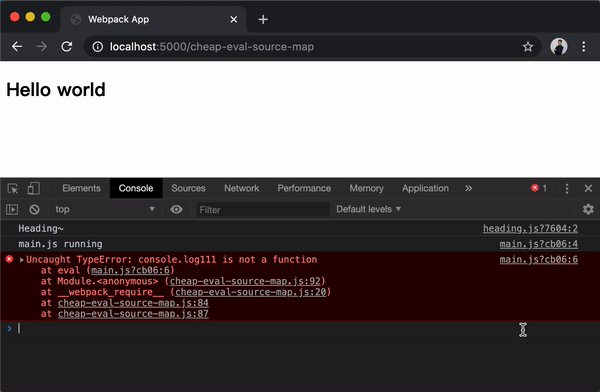 Webpack App
localhost:5000/cheap-eval-source-map
Hello world
Elements Console Sources Network Performance Memory Application » 1
top Filter Default levels
Heading~ heading.js?7604:2
main.js running main.js?cb06:4
Uncaught TypeError: console.log111 is not a function main.js?cb06:6
at eval (main.js?cb06:6)
at Module.<anonymous> (cheap-eval-source-map.js:92)
at __webpack_require__ (cheap-eval-source-map.js:20)
at cheap-eval-source-map.js:84
at cheap-eval-source-map.js:87